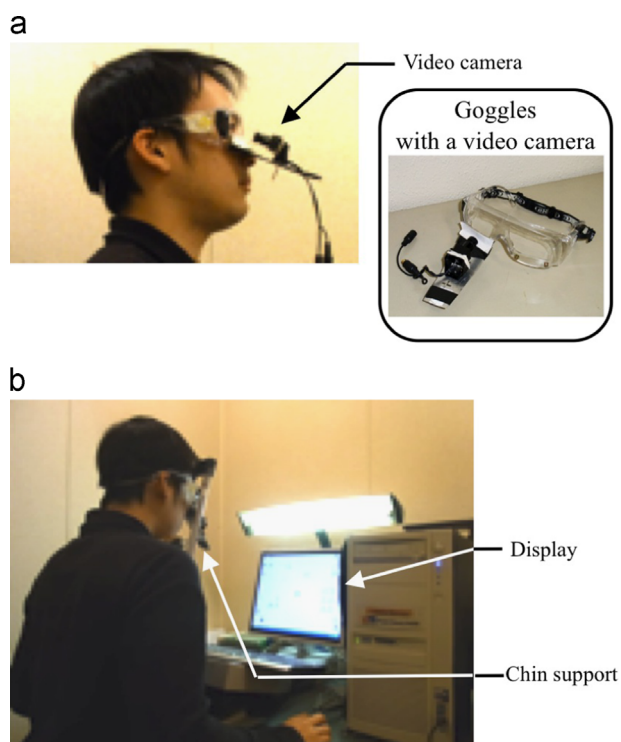 a
Video camera
Goggles
with a video camera
b
Display
Chin support